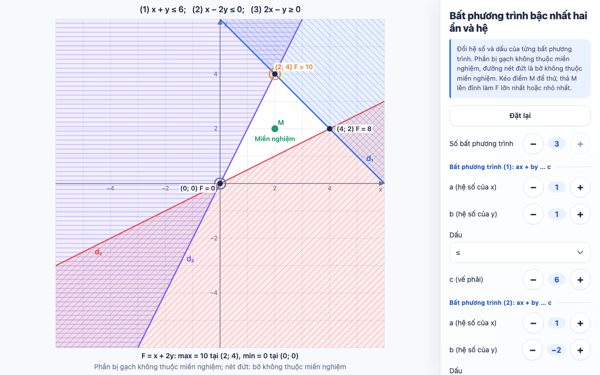 (1) x + y ≤ 6; (2) x − 2y ≤ 0; (3) 2x − y ≥ 0
y
(2; 4) F = 10
4
M
2
(4; 2) F = 8
Miền nghiệm
d₁
(0; 0) F = 0
−4
−2
2
4
x
−2
d₂
d₃
−4
F = x + 2y: max = 10 tại (2; 4), min = 0 tại (0; 0)
Phần bị gạch không thuộc miền nghiệm; nét đứt: bờ không thuộc miền nghiệm
Bất phương trình bậc nhất hai
ẩn và hệ
Đổi hệ số và dấu của từng bất phương
trình. Phần bị gạch không thuộc miền
nghiệm, đường nét đứt là bờ không thuộc
miền nghiệm. Kéo điểm M để thử, thả M
lên đỉnh làm F lớn nhất hoặc nhỏ nhất.
Đặt lại
Số bất phương trình − 3 +
Bất phương trình (1): ax + by ... c
a (hệ số của x) − 1 +
b (hệ số của y) − 1 +
Dấu
≤
c (vế phải) − 6 +
Bất phương trình (2): ax + by ... c
a (hệ số của x) − 1 +
b (hệ số của y) − −2 +
Dấu